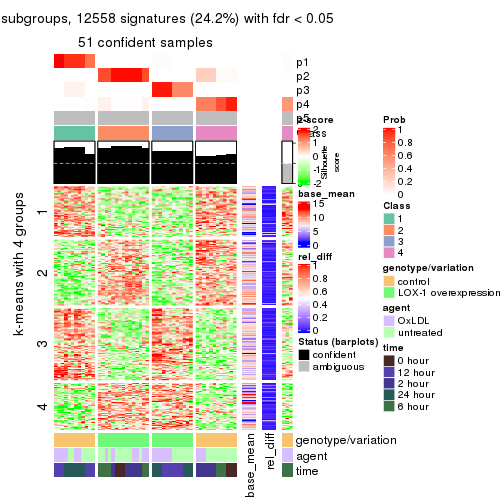 subgroups, 12558 signatures (24.2%) with fdr < 0.05
51 confident samples
p1
p2
p3
p4
p5
Class
Silhouette
score
k-means with 4 groups
1
2
3
4
base_mean
rel_diff
genotype/variation
agent
time
z-score
2
1
0
-1
-2
base_mean
15
10
5
0
rel_diff
1
0.8
0.6
0.4
0.2
0
Status (barplots)
confident
ambiguous
Prob
1
0.8
0.6
0.4
0.2
0
Class
1
2
3
4
genotype/variation
control
LOX-1 overexpression
agent
OxLDL
untreated
time
0 hour
12 hour
2 hour
24 hour
6 hour